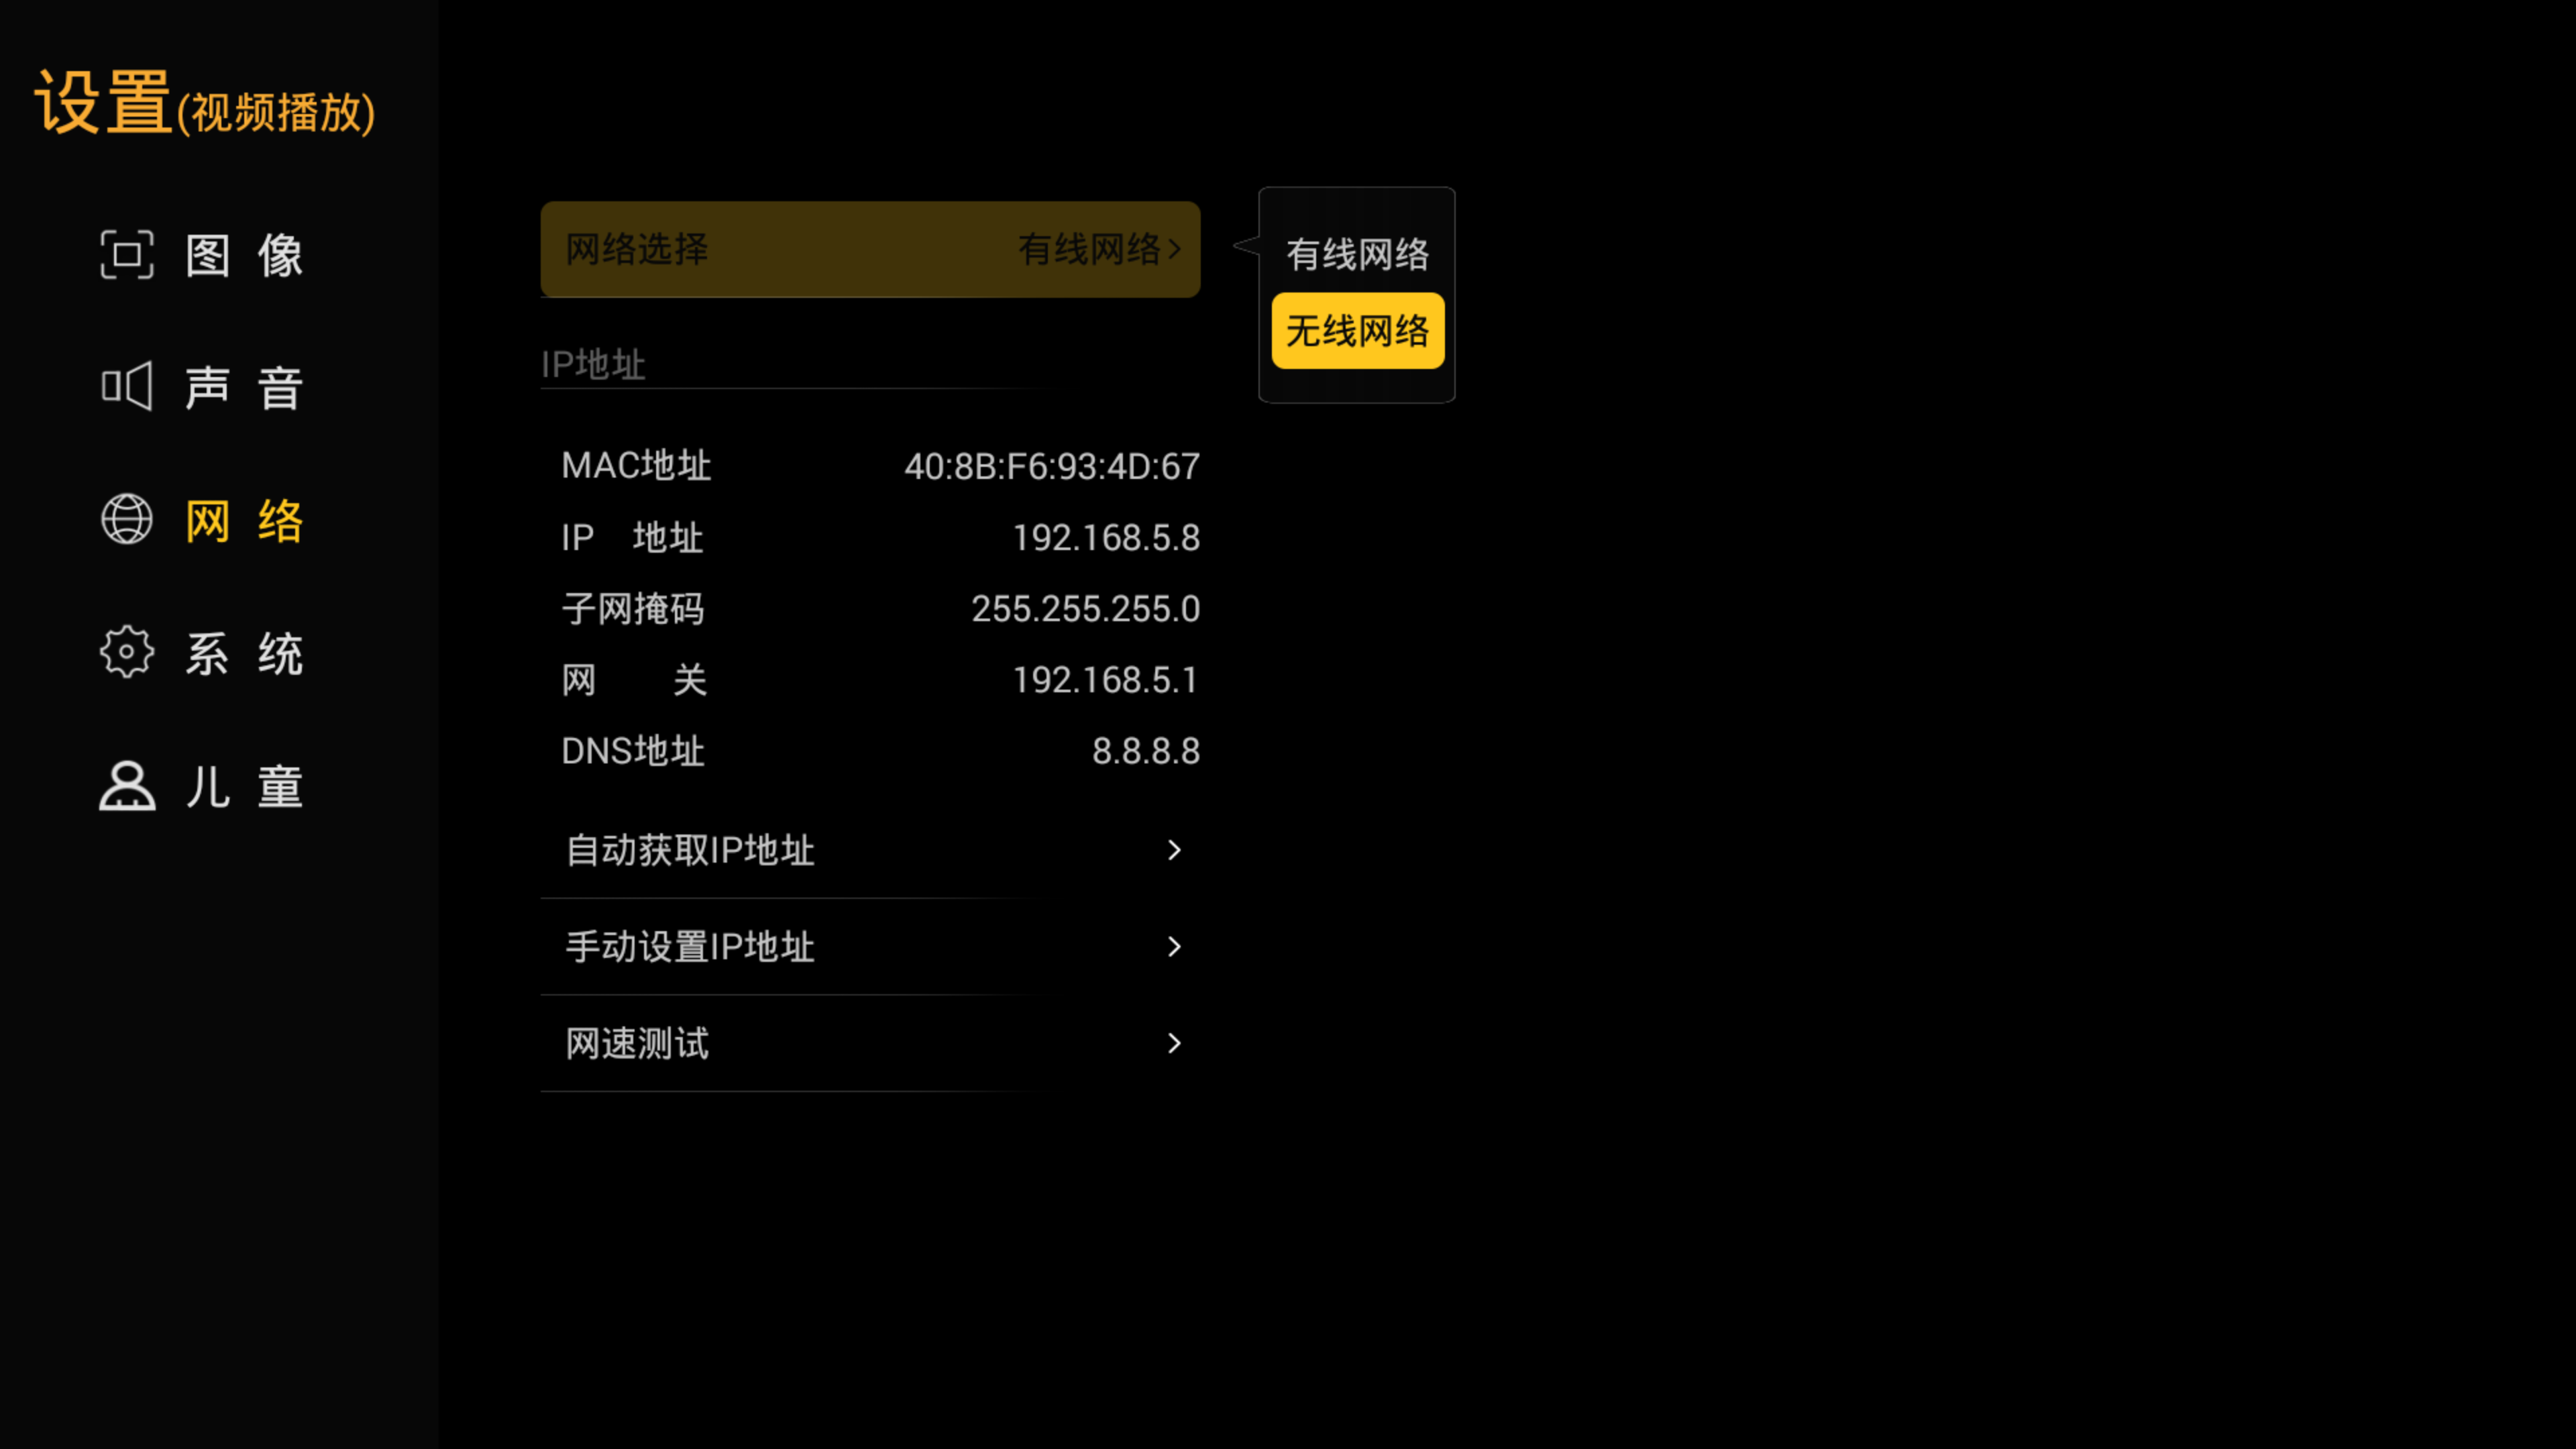 设置(视频播放)
图像
声音
网络
系统
儿童
网络选择 有线网络>
有线网络
无线网络
IP地址
MAC地址 40:8B:F6:93:4D:67
IP 地址 192.168.5.8
子网掩码 255.255.255.0
网 关 192.168.5.1
DNS地址 8.8.8.8
自动获取IP地址 >
手动设置IP地址 >
网速测试 >